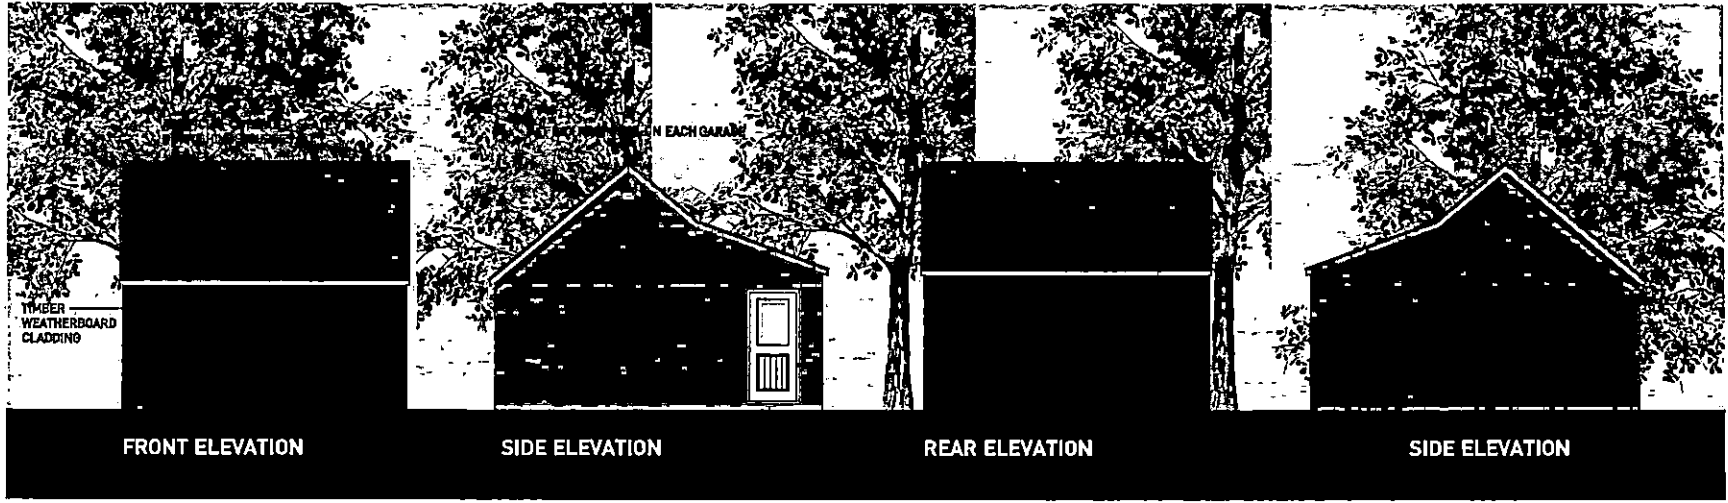 N EACH GARAGE
TIMBER
WEATHERBOARD
CLADDING
FRONT ELEVATION
SIDE ELEVATION
REAR ELEVATION
SIDE ELEVATION